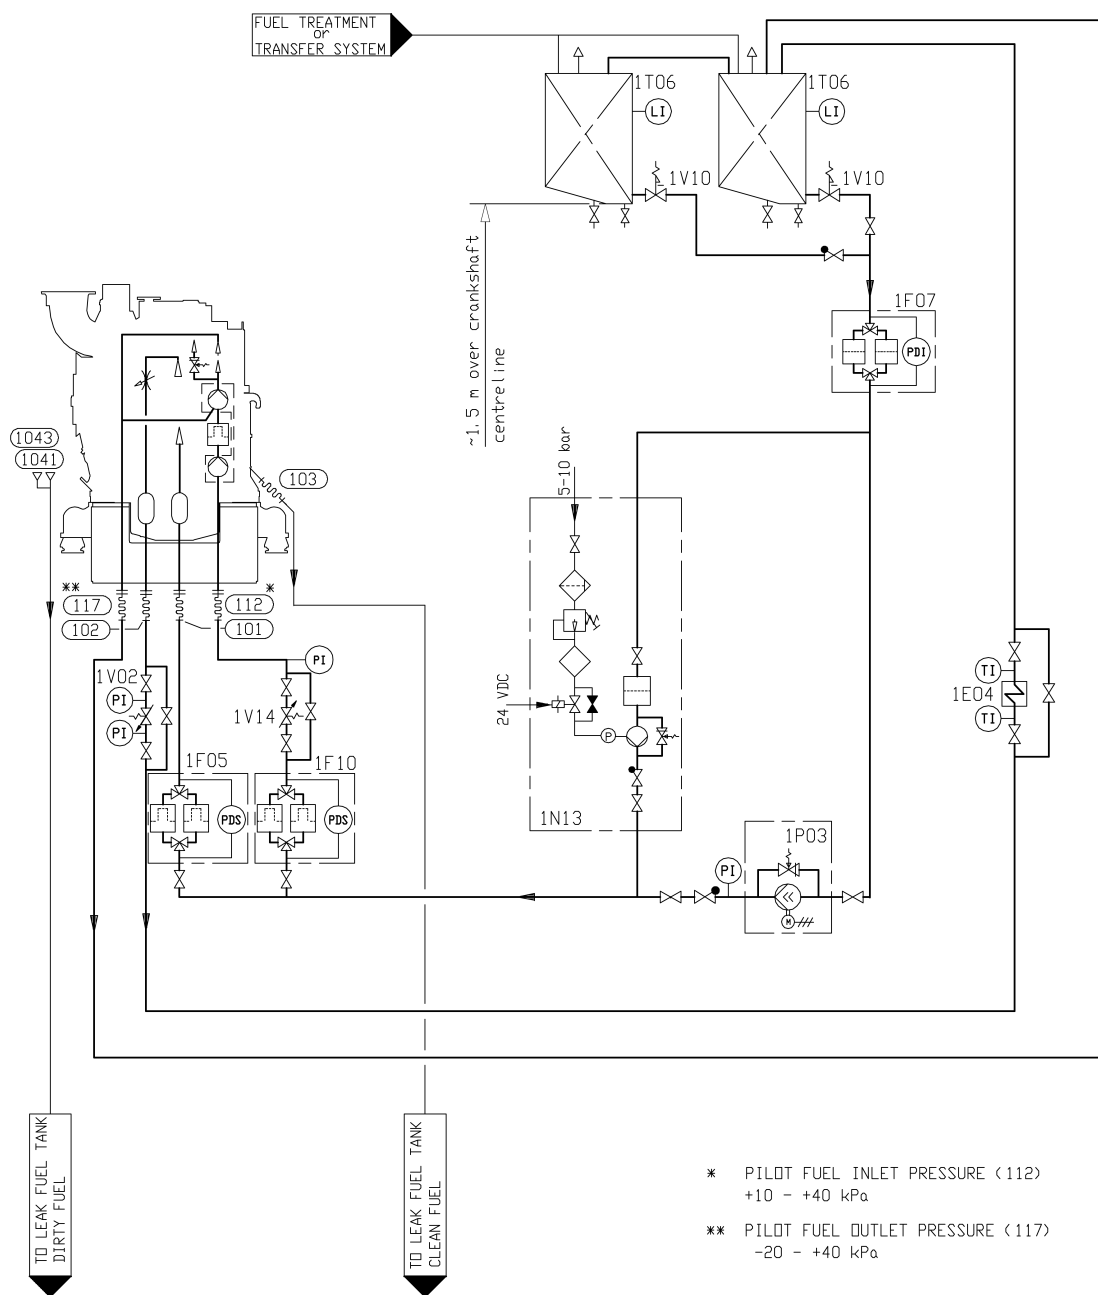 FUEL TREATMENT
or
TRANSFER SYSTEM
1T06
1T06
LI
LI
1V10
1V10
~1.5 m over crankshaft
centreline
1F07
PDI
1043
1041
103
5-10 bar
**
*
117
112
102
101
1V02
PI
PI
PI
1V14
24 VDC
P
TI
1E04
TI
1F05
1F10
PDS
PDS
1N13
1P03
PI
M
TO LEAK FUEL TANK
DIRTY FUEL
TO LEAK FUEL TANK
CLEAN FUEL
* PILOT FUEL INLET PRESSURE (112)
+10 - +40 kPa
** PILOT FUEL OUTLET PRESSURE (117)
-20 - +40 kPa